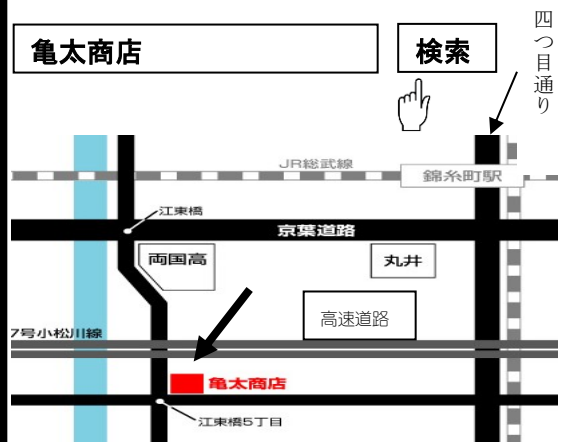 亀太商店
検索
四つ目通り
JR総武線
錦糸町駅
江東橋
京葉道路
両国高
丸井
高速道路
7号小松川線
亀太商店
江東橋5丁目